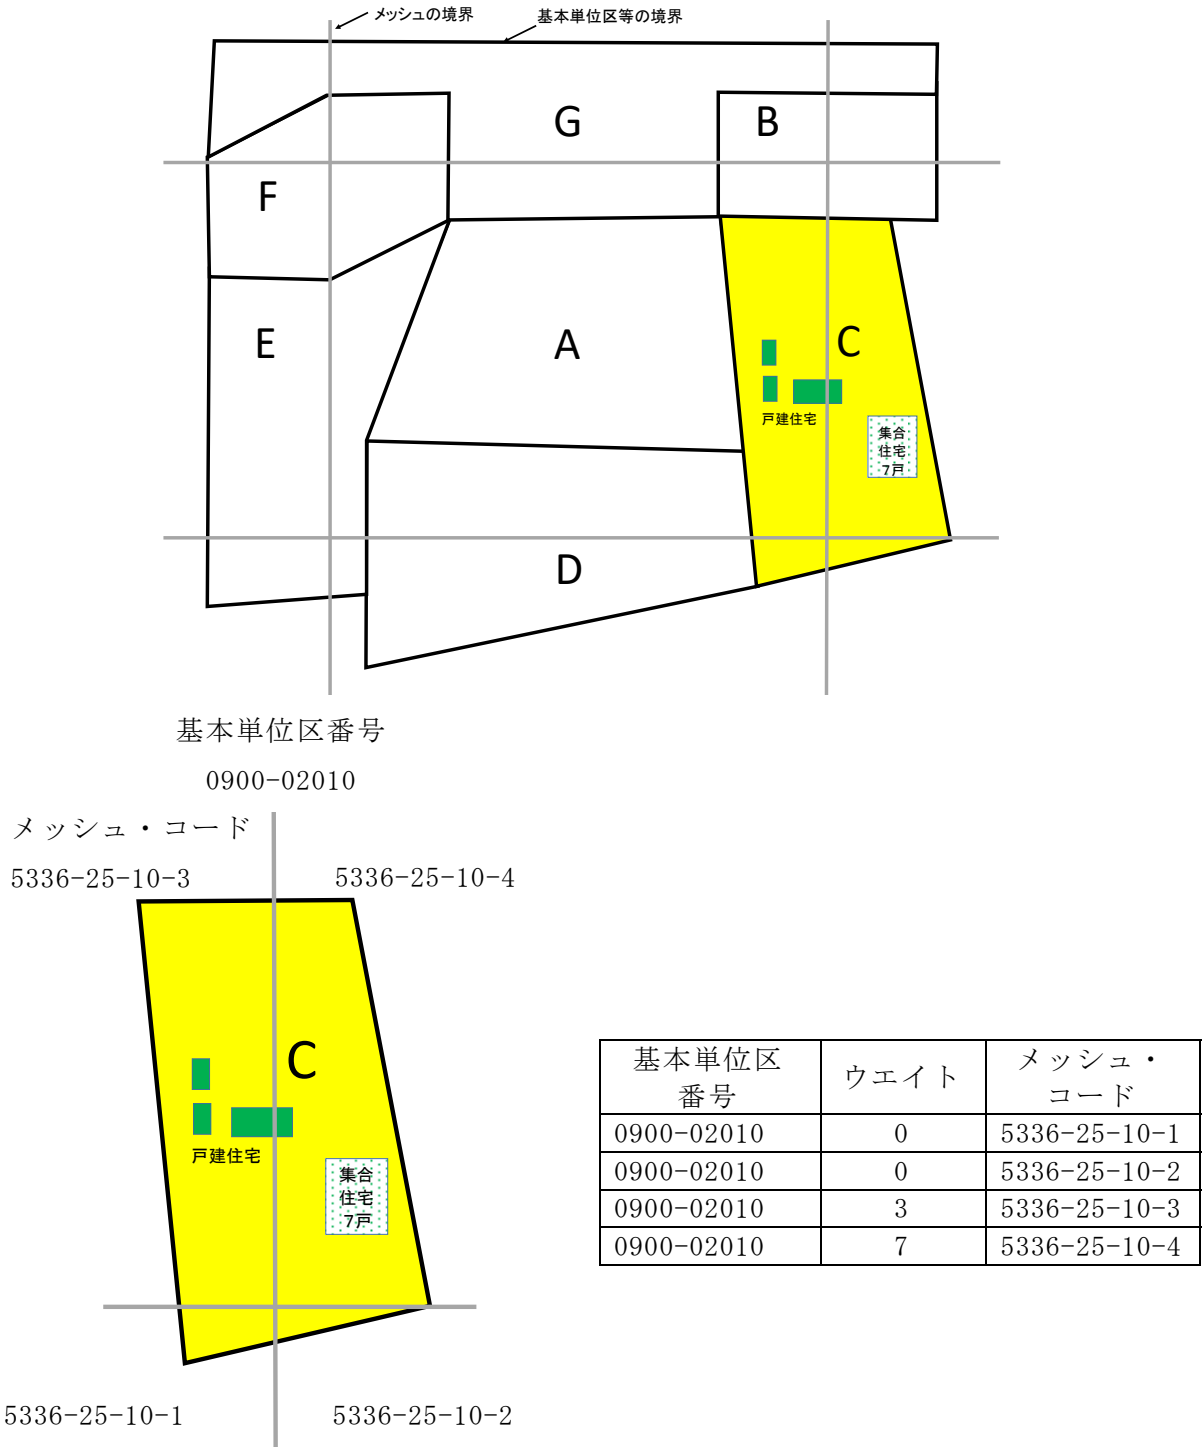 メッシュの境界
基本単位区等の境界
G
B
F
E
A
C
戸建住宅
集合
住宅
7戸
D
基本単位区番号
0900-02010
メッシュ・コード
5336-25-10-3
5336-25-10-4
C
戸建住宅
集合
住宅
7戸
5336-25-10-1
5336-25-10-2
基本単位区
番号
ウエイト
メッシュ・
コード
0900-02010 0 5336-25-10-1
0900-02010 0 5336-25-10-2
0900-02010 3 5336-25-10-3
0900-02010 7 5336-25-10-4